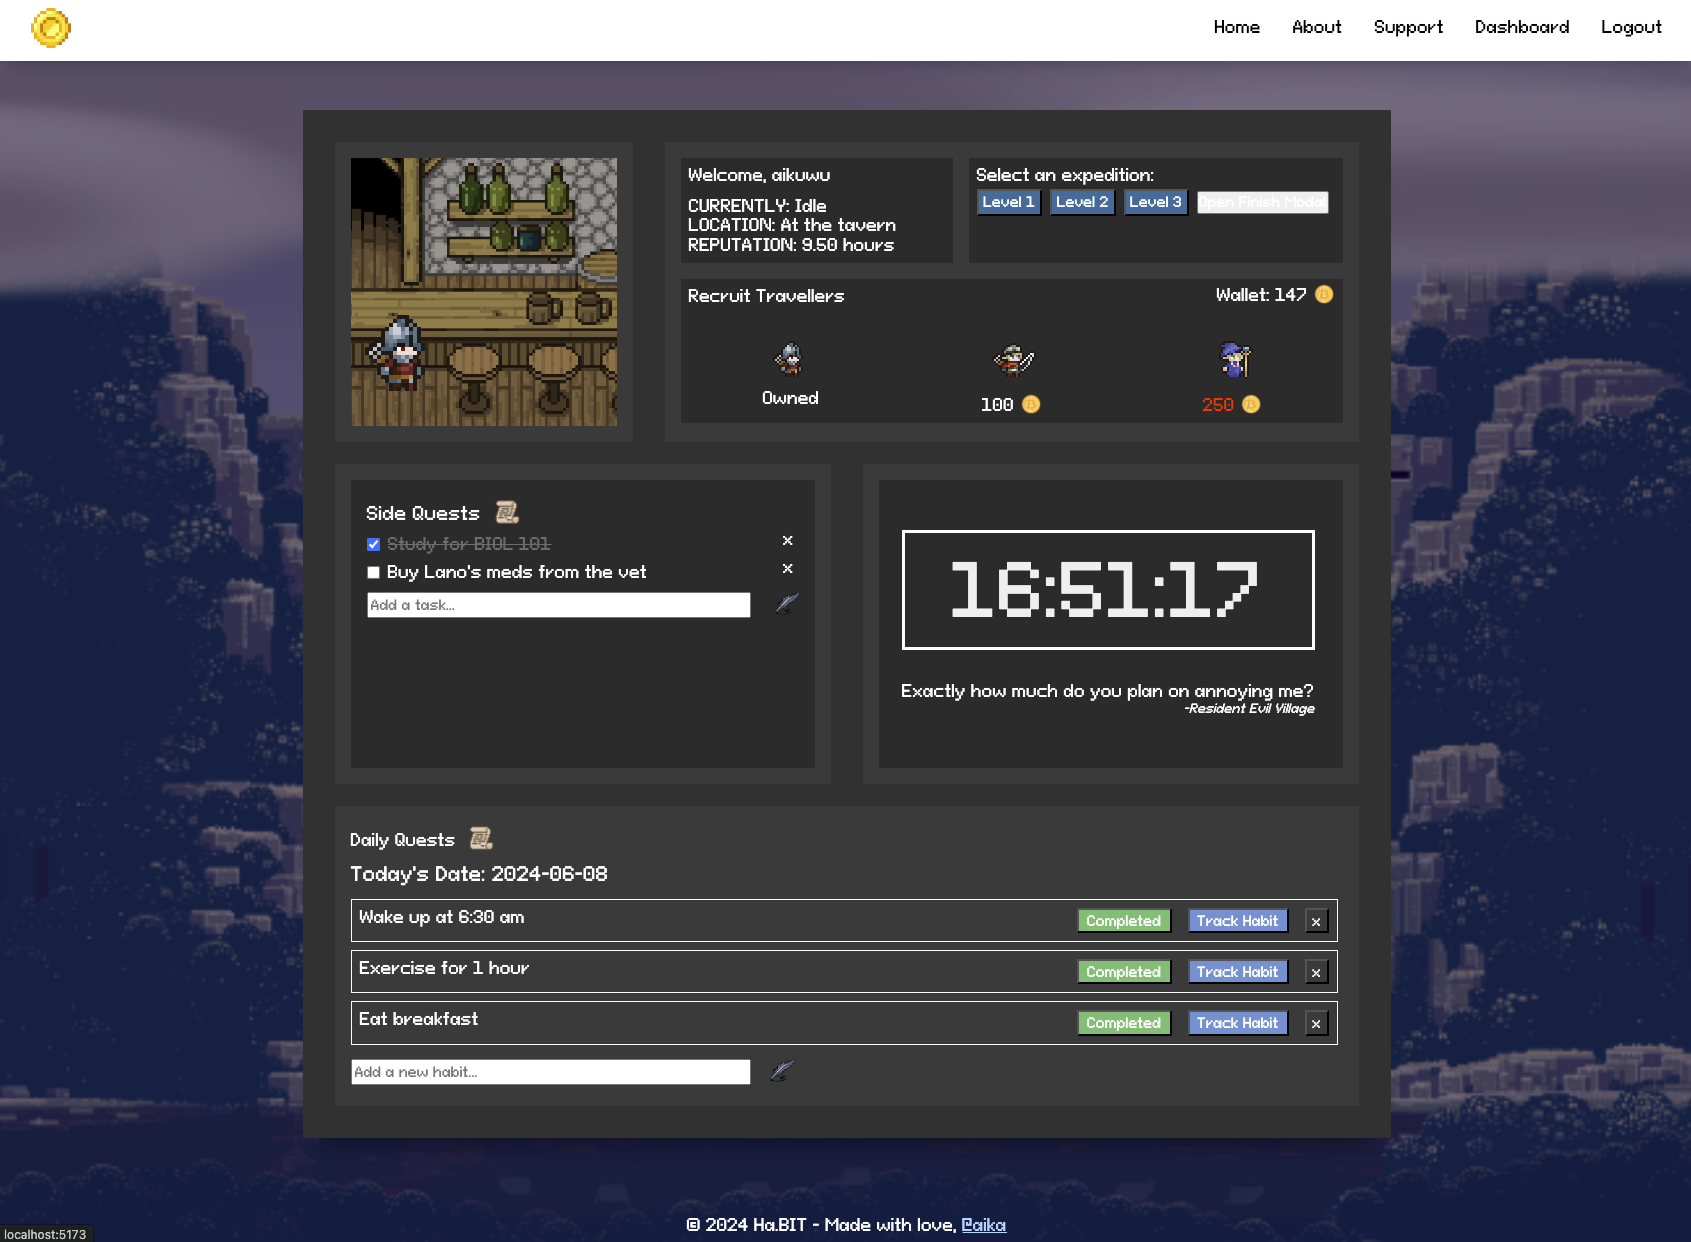 Home About Support Dashboard Logout
Welcome, aikuwu
CURRENTLY: Idle
LOCATION: At the tavern
REPUTATION: 9.50 hours
Select an expedition:
Level 1 Level 2 Level 3 Open Finish Modal
Recruit Travellers
Wallet: 147
Owned
100
250
Side Quests
Study for BIOL 101 ×
Buy Lano's meds from the vet ×
Add a task...
16:51:17
Exactly how much do you plan on annoying me?
-Resident Evil Village
Daily Quests
Today's Date: 2024-06-08
Wake up at 6:30 am Completed Track Habit ×
Exercise for 1 hour Completed Track Habit ×
Eat breakfast Completed Track Habit ×
Add a new habit...
© 2024 Ha.BIT - Made with love, @aika
localhost:5173